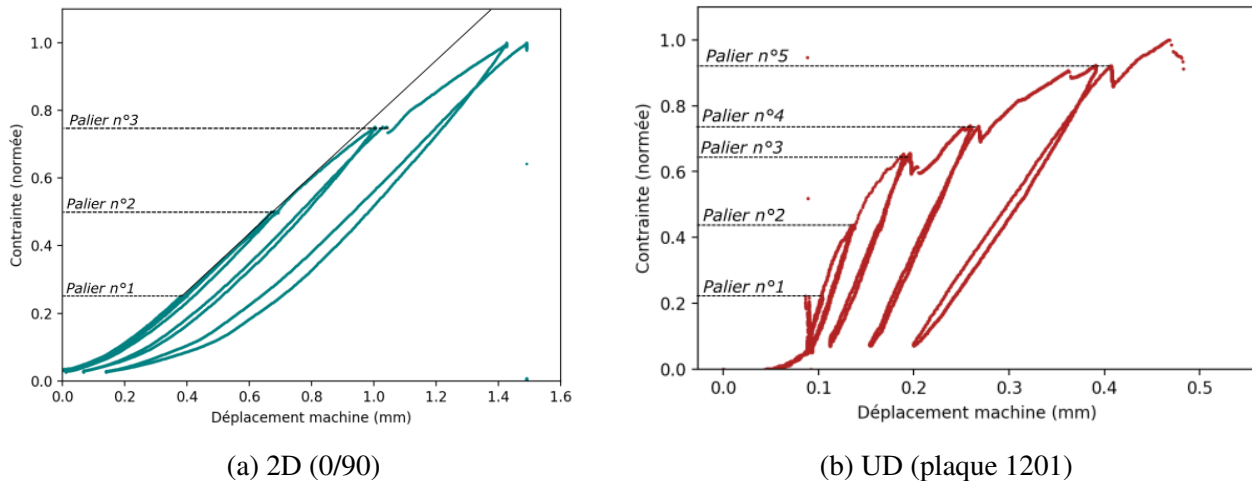 Contrainte (normée)
1.0
0.8
0.6
0.4
0.2
0.0
Palier n°3
Palier n°2
Palier n°1
0.0 0.2 0.4 0.6 0.8 1.0 1.2 1.4 1.6
Déplacement machine (mm)
(a) 2D (0/90)
Contrainte (normée)
1.0
0.8
0.6
0.4
0.2
0.0
Palier n°5
Palier n°4
Palier n°3
Palier n°2
Palier n°1
0.0 0.1 0.2 0.3 0.4 0.5
Déplacement machine (mm)
(b) UD (plaque 1201)